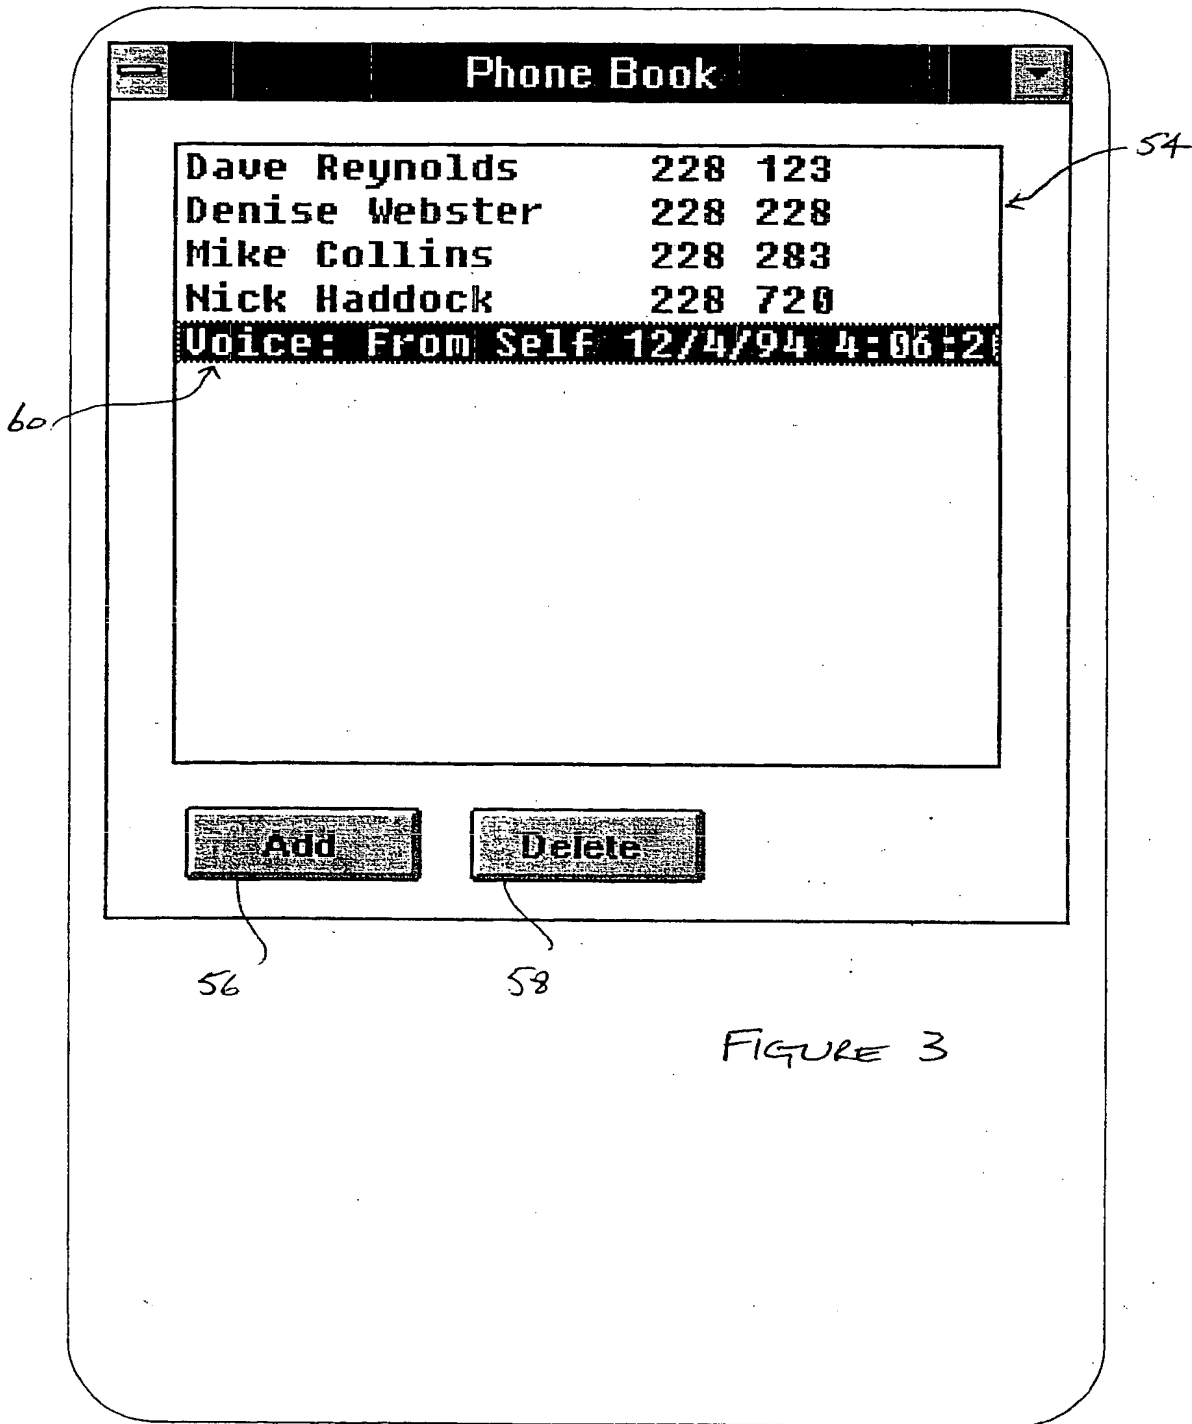 Phone Book
54
Dave Reynolds 228 123
Denise Webster 228 228
Mike Collins 228 283
Nick Haddock 228 720
Voice: From Self 12/4/94 4:06:2
60
Add Delete
56 58
FIGURE 3